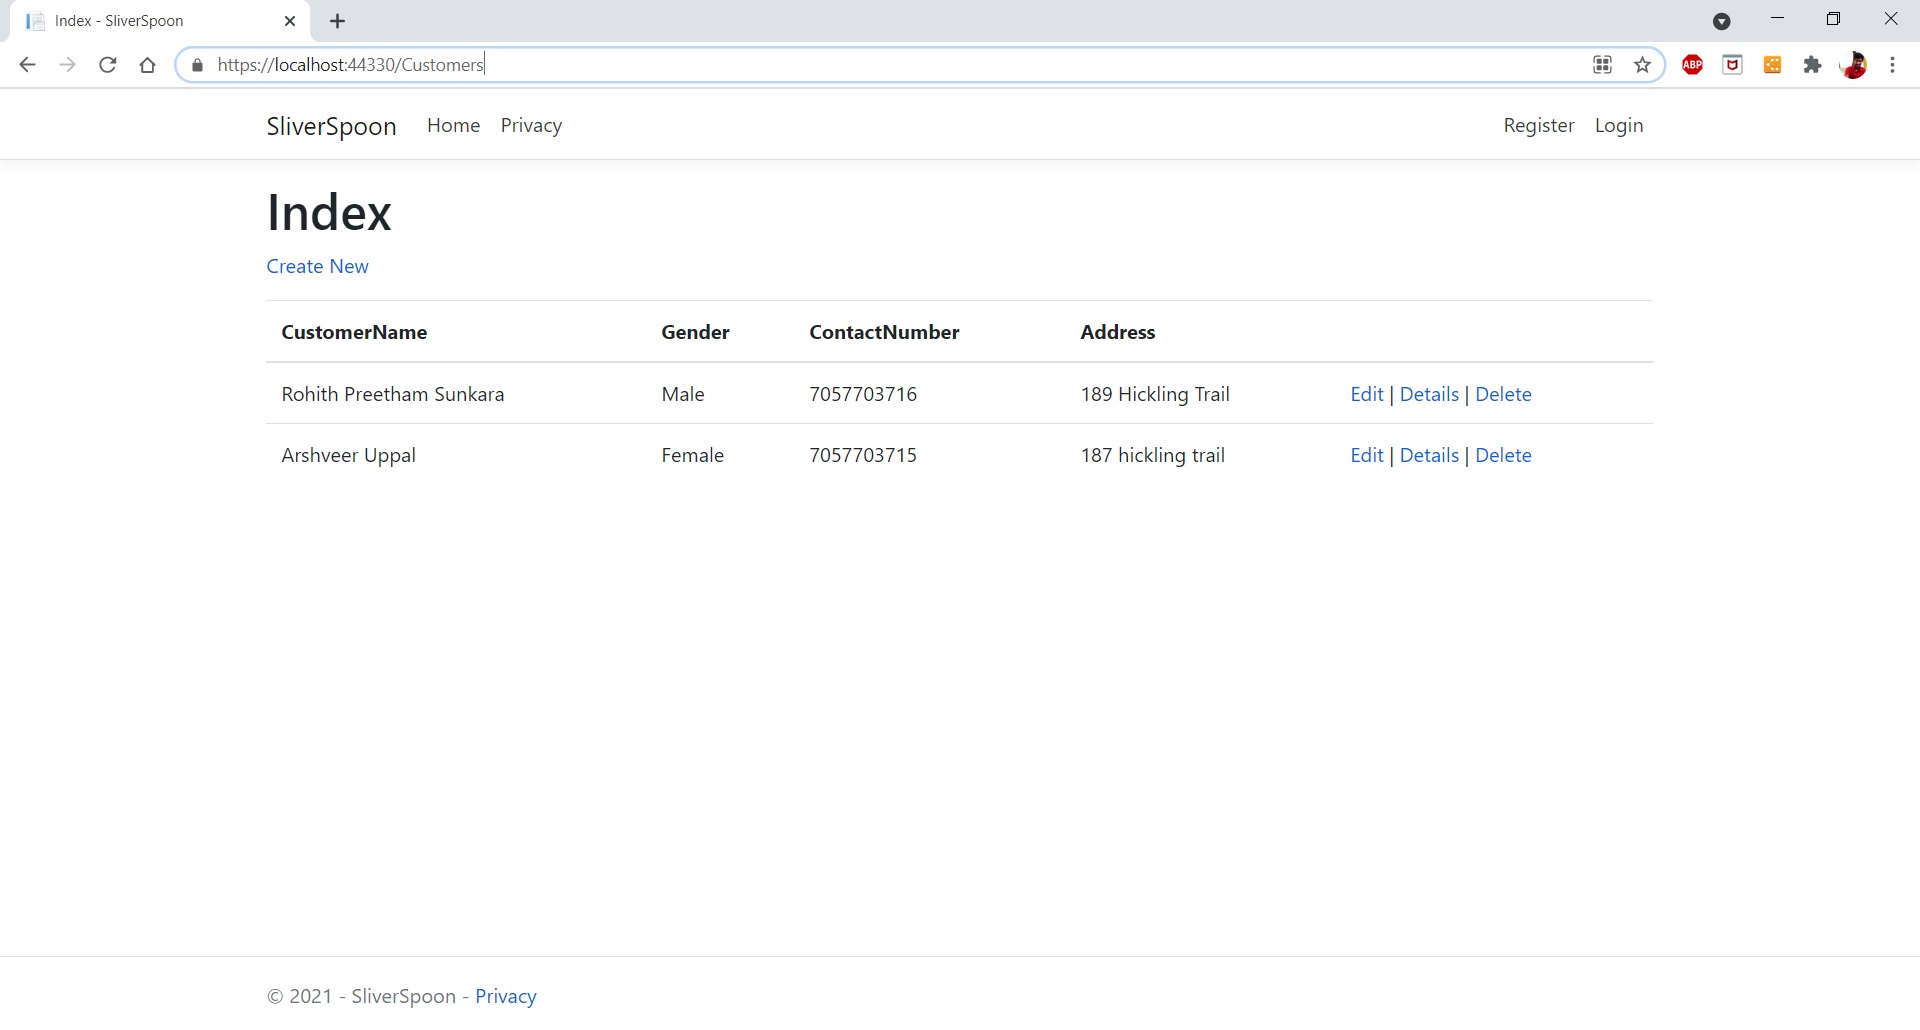 Index - SliverSpoon
https://localhost:44330/Customers
ABP
SliverSpoon Home Privacy Register Login
Index
Create New
CustomerName Gender ContactNumber Address
Rohith Preetham Sunkara Male 7057703716 189 Hickling Trail Edit | Details | Delete
Arshveer Uppal Female 7057703715 187 hickling trail Edit | Details | Delete
© 2021 - SliverSpoon - Privacy